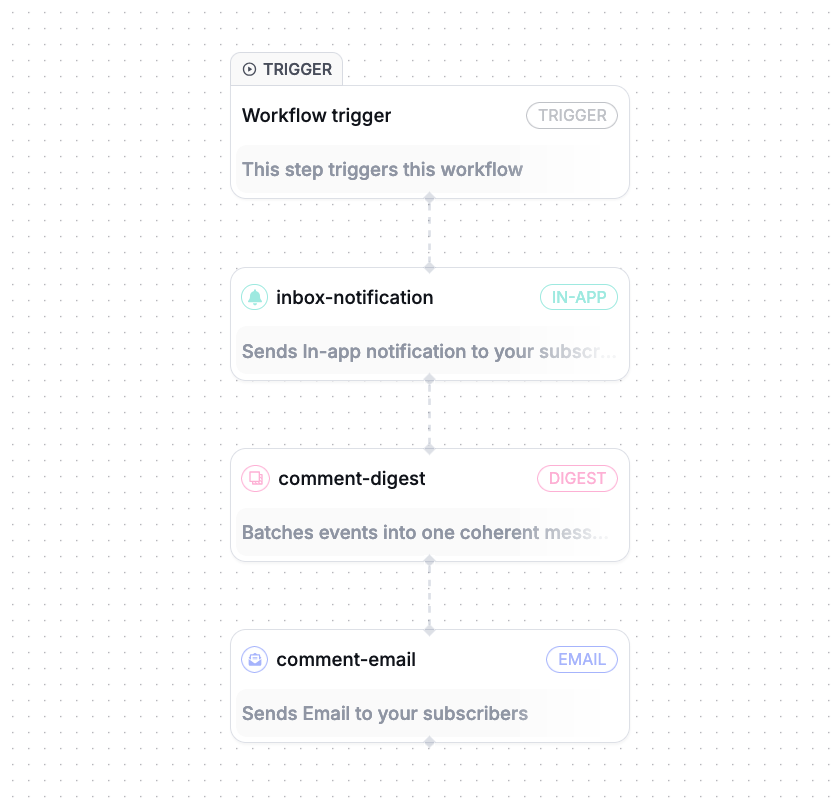 TRIGGER
Workflow trigger
TRIGGER
This step triggers this workflow
inbox-notification
IN-APP
Sends In-app notification to your subscr...
comment-digest
DIGEST
Batches events into one coherent mess...
comment-email
EMAIL
Sends Email to your subscribers